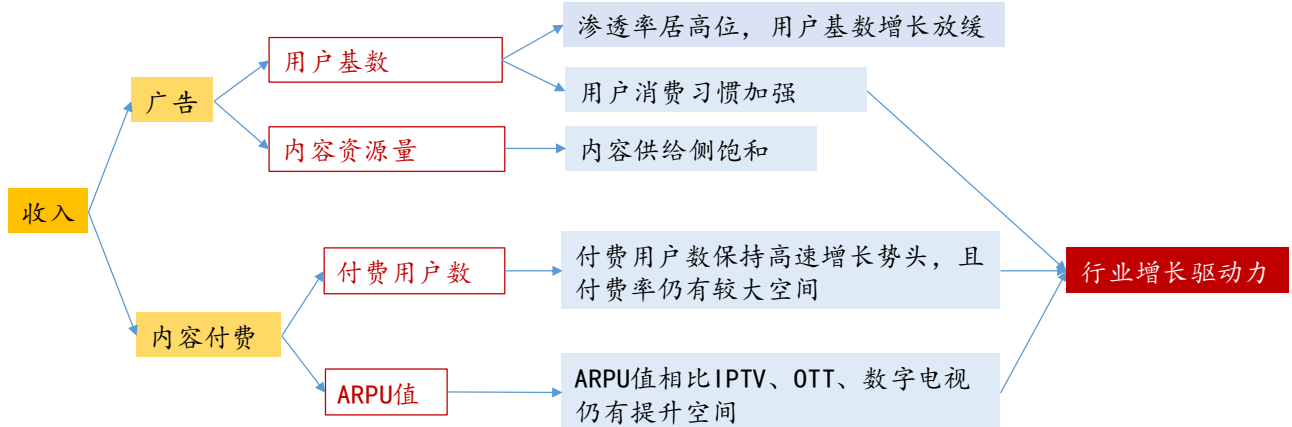 渗透率居高位，用户基数增长放缓
用户基数
广告
用户消费习惯加强
内容资源量
内容供给侧饱和
收入
付费用户数
付费用户数保持高速增长势头，且
付费率仍有较大空间
行业增长驱动力
内容付费
ARPU值
ARPU值相比IPTV、OTT、数字电视
仍有提升空间